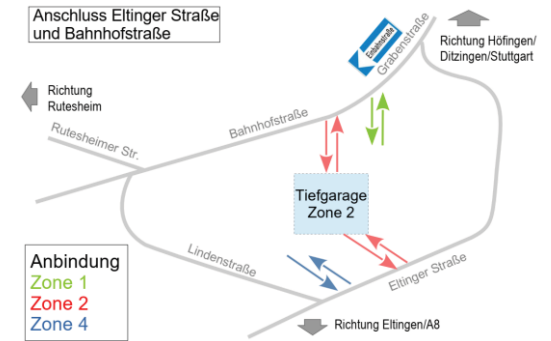 Anschluss Eltinger Straße
und Bahnhofstraße
Einbahnstraße
Grabenstraße
Richtung Höfingen/
Ditzingen/Stuttgart
Richtung
Rutesheim
Rutesheimer Str.
Bahnhofstraße
Tiefgarage
Zone 2
Anbindung
Zone 1
Zone 2
Zone 4
Lindenstraße
Eltinger Straße
Richtung Eltingen/A8